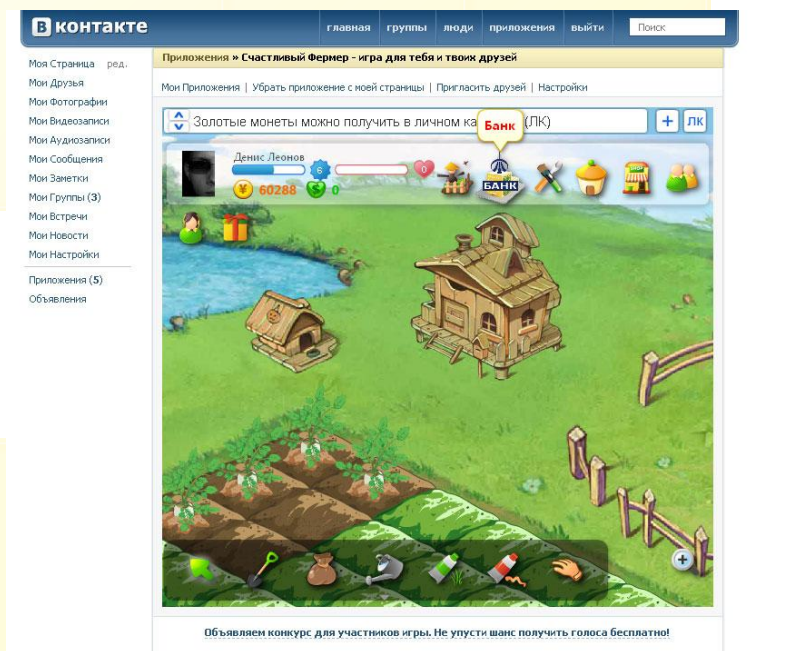 В контакте
главная группы люди приложения выйти Поиск
Приложения » Счастливый Фермер - игра для тебя и твоих друзей
Мои Приложения | Убрать приложение с моей страницы | Пригласить друзей | Настройки
Моя Страница ред.
Мои Друзья
Мои Фотографии
Мои Видеозаписи
Мои Аудиозаписи
Мои Сообщения
Мои Заметки
Мои Группы (3)
Мои Встречи
Мои Новости
Мои Настройки
Приложения (5)
Объявления
Золотые монеты можно получить в личном (ЛК)
Банк
+ ЛК
Денис Леонов
6 0
¥ 60288 $ 0
БАНК
Объявляем конкурс для участников игры. Не упусти шанс получить голоса бесплатно!